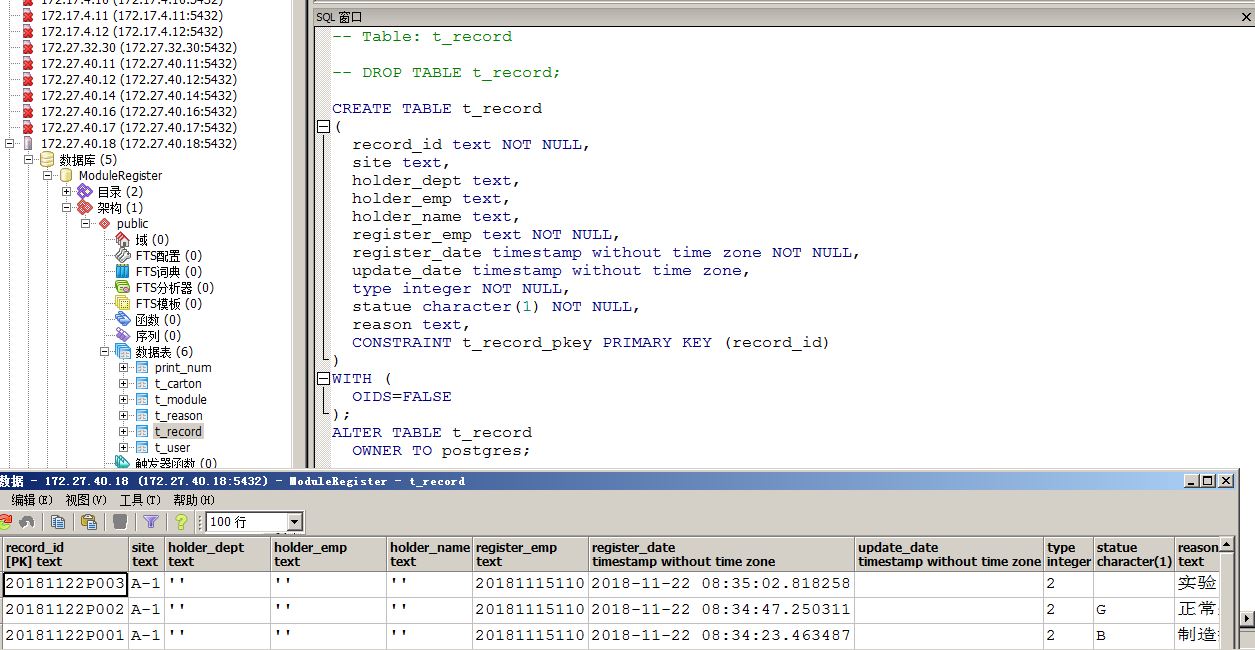 172.17.4.11 (172.17.4.11:5432)
172.17.4.12 (172.17.4.12:5432)
172.27.32.30 (172.27.32.30:5432)
172.27.40.11 (172.27.40.11:5432)
172.27.40.12 (172.27.40.12:5432)
172.27.40.14 (172.27.40.14:5432)
172.27.40.16 (172.27.40.16:5432)
172.27.40.17 (172.27.40.17:5432)
172.27.40.18 (172.27.40.18:5432)
数据库 (5)
ModuleRegister
目录 (2)
架构 (1)
public
域 (0)
FTS配置 (0)
FTS词典 (0)
FTS分析器 (0)
FTS模板 (0)
函数 (0)
序列 (0)
数据表 (6)
print_num
t_carton
t_module
t_reason
t_record
t_user
触发器函数 (0)
SQL 窗口
-- Table: t_record
-- DROP TABLE t_record;
CREATE TABLE t_record
(
record_id text NOT NULL,
site text,
holder_dept text,
holder_emp text,
holder_name text,
register_emp text NOT NULL,
register_date timestamp without time zone NOT NULL,
update_date timestamp without time zone,
type integer NOT NULL,
statue character(1) NOT NULL,
reason text,
CONSTRAINT t_record_pkey PRIMARY KEY (record_id)
)
WITH (
OIDS=FALSE
);
ALTER TABLE t_record
OWNER TO postgres;
数据 - 172.27.40.18 (172.27.40.18:5432) - ModuleRegister - t_record
编辑(E) 视图(V) 工具(T) 帮助(H)
100 行
record_id site holder_dept holder_emp holder_name register_emp register_date update_date type statue reason
[PK] text text text text text text timestamp without time zone timestamp without time zone integer character(1) text
20181122P003 A-1 '' '' '' 20181115110 2018-11-22 08:35:02.818258 2 实验
20181122P002 A-1 '' '' '' 20181115110 2018-11-22 08:34:47.250311 2 G 正常
20181122P001 A-1 '' '' '' 20181115110 2018-11-22 08:34:23.463487 2 B 制造